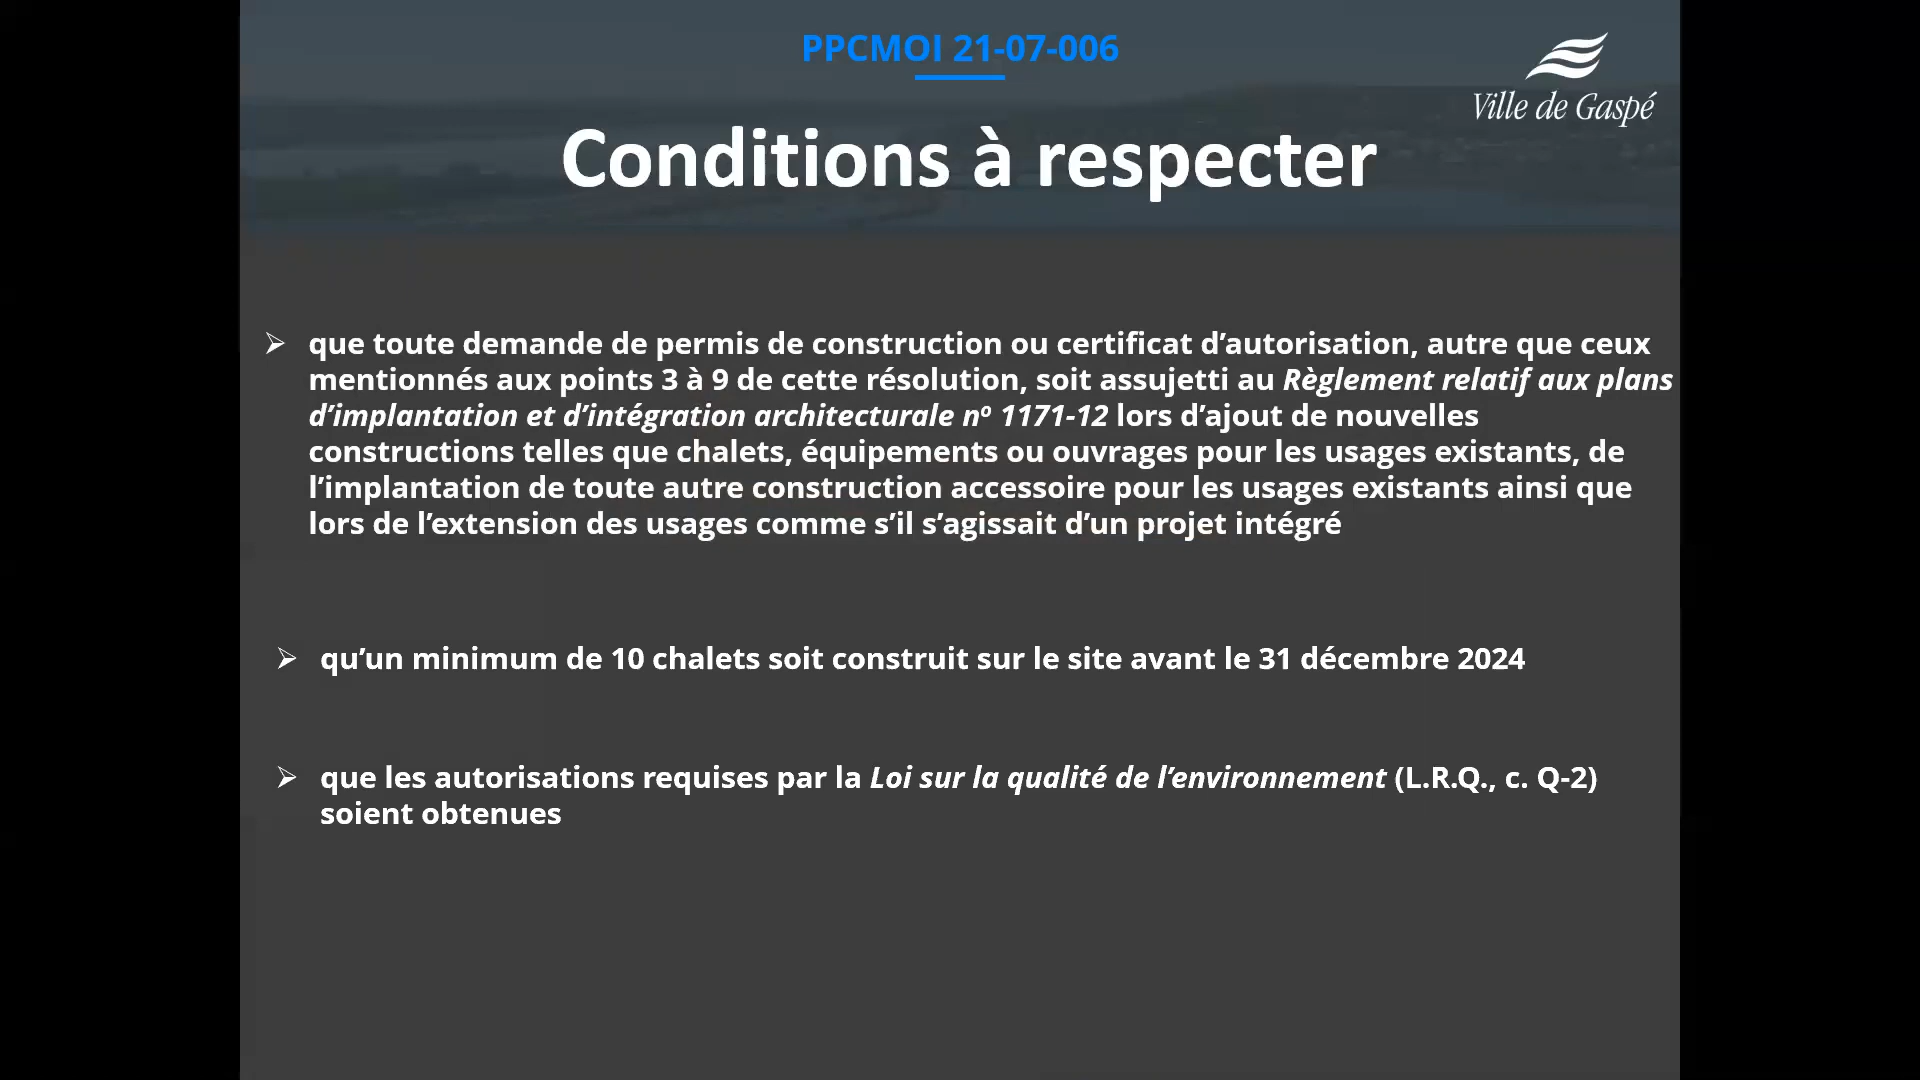 PPCMOI 21-07-006
Ville de Gaspé
Conditions à respecter
➢ que toute demande de permis de construction ou certificat d’autorisation, autre que ceux
mentionnés aux points 3 à 9 de cette résolution, soit assujetti au Règlement relatif aux plans
d’implantation et d’intégration architecturale nº 1171-12 lors d’ajout de nouvelles
constructions telles que chalets, équipements ou ouvrages pour les usages existants, de
l’implantation de toute autre construction accessoire pour les usages existants ainsi que
lors de l’extension des usages comme s’il s’agissait d’un projet intégré
➢ qu’un minimum de 10 chalets soit construit sur le site avant le 31 décembre 2024
➢ que les autorisations requises par la Loi sur la qualité de l’environnement (L.R.Q., c. Q-2)
soient obtenues